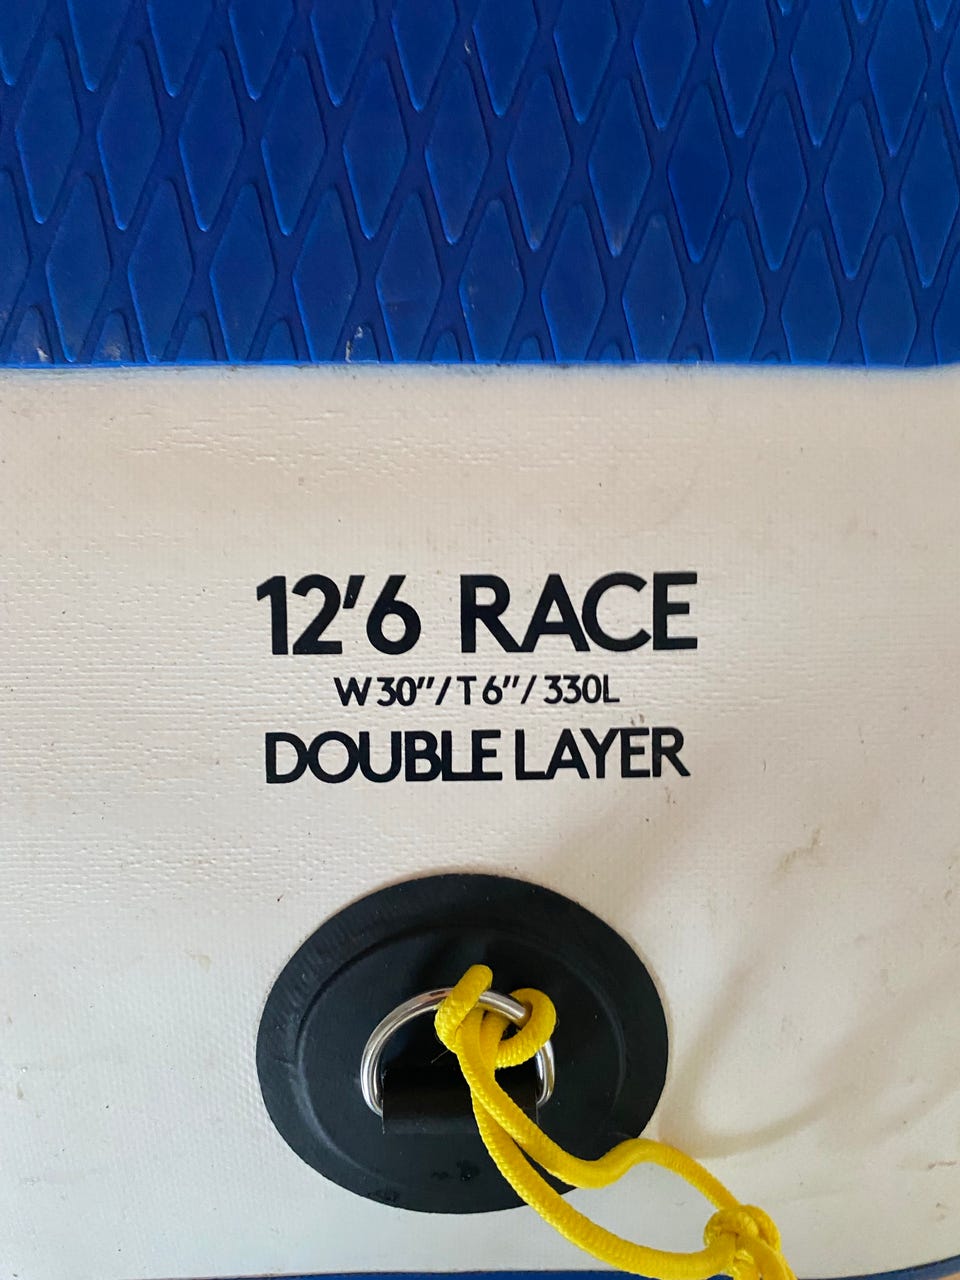 12'6 RACE
W30"/T6"/330L
DOUBLE LAYER